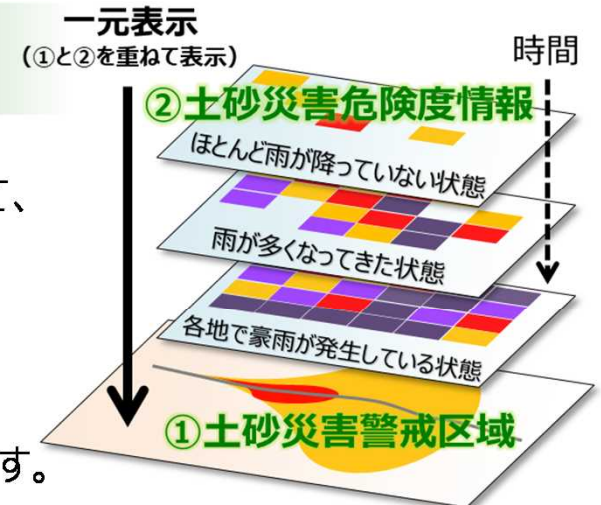 一元表示
（①と②を重ねて表示）
時間
②土砂災害危険度情報
ほとんど雨が降っていない状態
雨が多くなってきた状態
各地で豪雨が発生している状態
①土砂災害警戒区域
、
す。